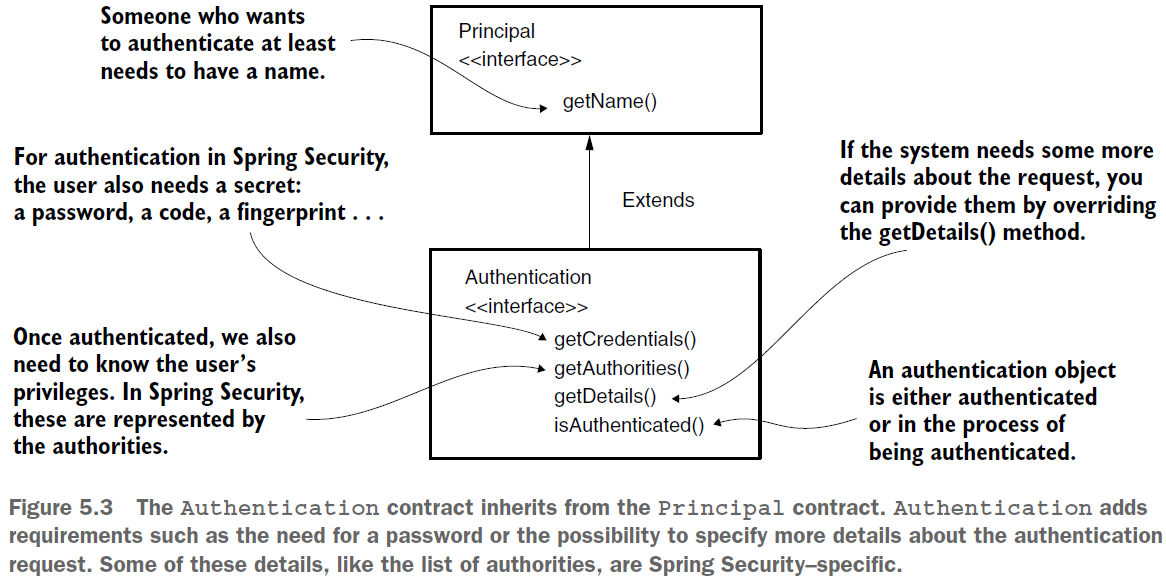 Someone who wants
to authenticate at least
needs to have a name.
Principal
<<interface>>
getName()
For authentication in Spring Security,
the user also needs a secret:
a password, a code, a fingerprint . . .
Extends
If the system needs some more
details about the request, you
can provide them by overriding
the getDetails() method.
Authentication
<<interface>>
getCredentials()
getAuthorities()
getDetails()
isAuthenticated()
Once authenticated, we also
need to know the user’s
privileges. In Spring Security,
these are represented by
the authorities.
An authentication object
is either authenticated
or in the process of
being authenticated.
Figure 5.3 The Authentication contract inherits from the Principal contract. Authentication adds
requirements such as the need for a password or the possibility to specify more details about the authentication
request. Some of these details, like the list of authorities, are Spring Security–specific.